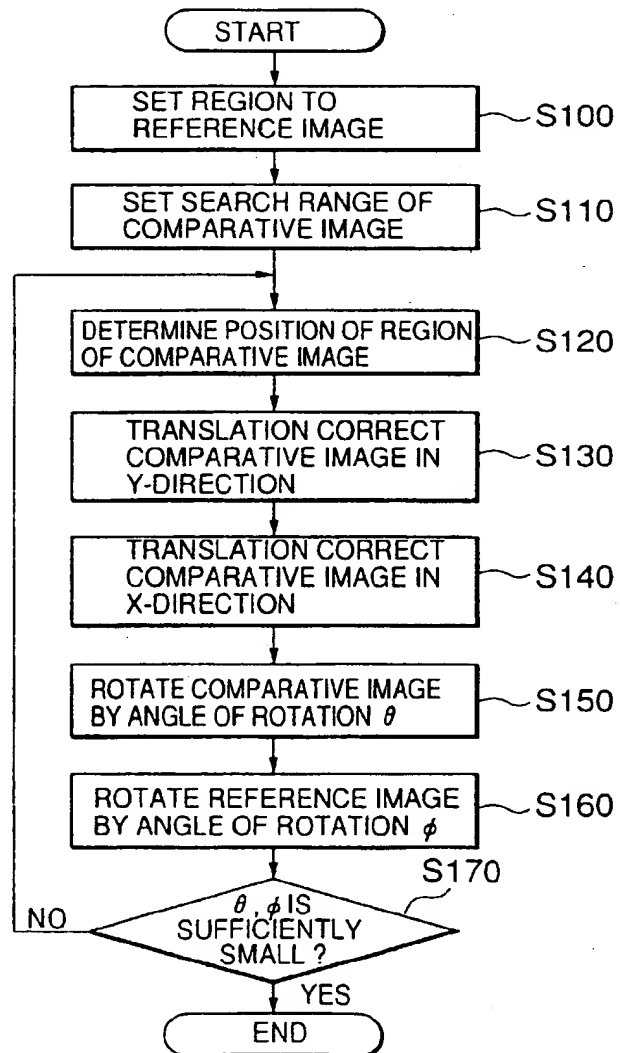 START
SET REGION TO
REFERENCE IMAGE
S100
SET SEARCH RANGE OF
COMPARATIVE IMAGE
S110
DETERMINE POSITION OF REGION
OF COMPARATIVE IMAGE
S120
TRANSLATION CORRECT
COMPARATIVE IMAGE IN
Y-DIRECTION
S130
TRANSLATION CORRECT
COMPARATIVE IMAGE IN
X-DIRECTION
S140
ROTATE COMPARATIVE IMAGE
BY ANGLE OF ROTATION θ
S150
ROTATE REFERENCE IMAGE
BY ANGLE OF ROTATION ϕ
S160
S170
θ, ϕ IS
SUFFICIENTLY
SMALL ?
NO
YES
END